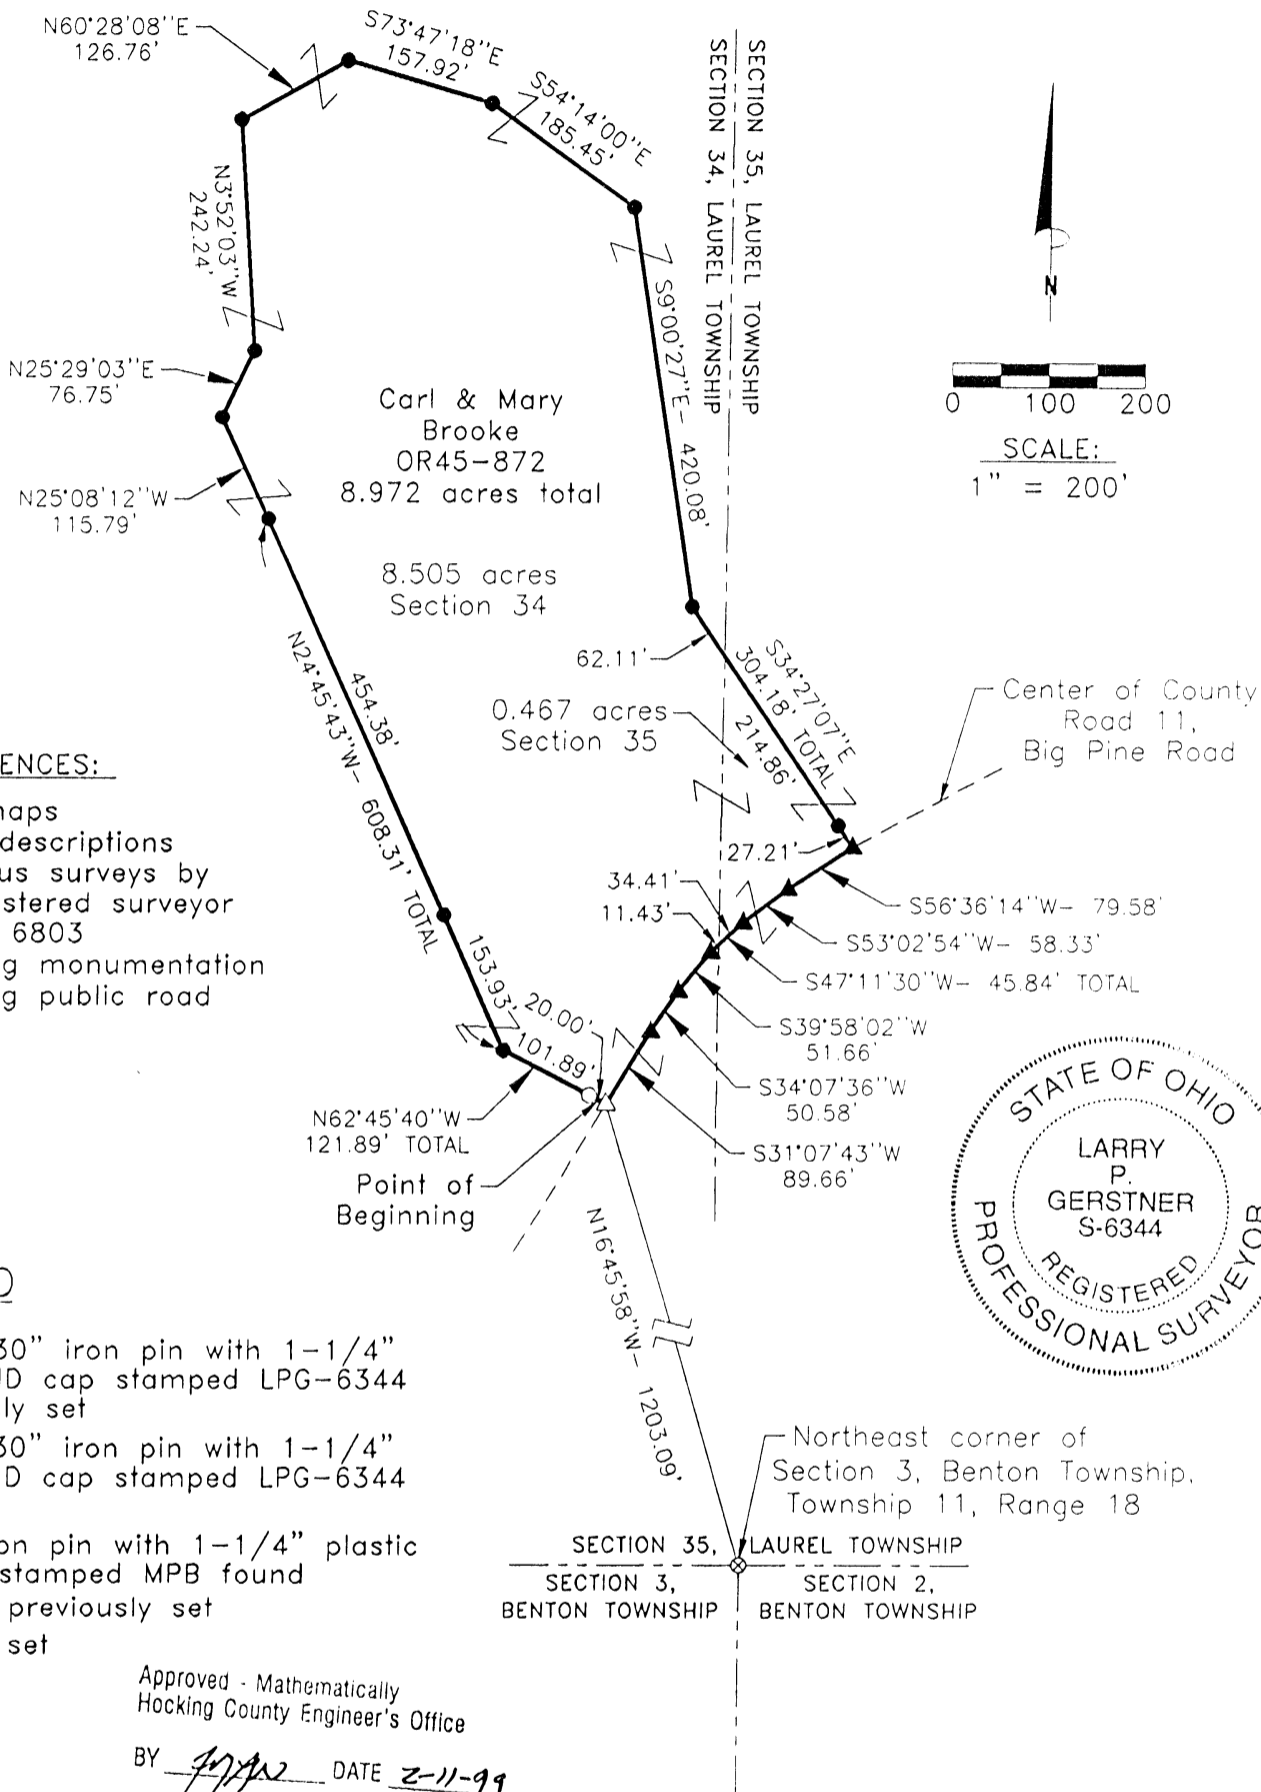 N60°28'08"E
126.76'
S73°47'18"E
157.92'
S54°14'00"E
185.45'
SECTION 34, LAUREL TOWNSHIP
SECTION 35, LAUREL TOWNSHIP
N
0 100 200
SCALE:
1" = 200'
N3°52'03"W
242.24'
N25°29'03"E
76.75'
N25°08'12"W
115.79'
Carl & Mary
Brooke
OR45-872
8.972 acres total
8.505 acres
Section 34
S9°00'27"E- 420.08'
62.11'
S34°27'07"E
304.18' TOTAL
214.86'
0.467 acres
Section 35
Center of County
Road 11,
Big Pine Road
454.38'
N24°45'43"W- 608.31' TOTAL
ENCES:
naps
descriptions
us surveys by
stered surveyor
6803
g monumentation
g public road
27.21'
34.41'
11.43'
S56°36'14"W- 79.58'
S53°02'54"W- 58.33'
S47°11'30"W- 45.84' TOTAL
S39°58'02"W
51.66'
S34°07'36"W
50.58'
S31°07'43"W
89.66'
153.93'
20.00'
101.89'
N62°45'40"W
121.89' TOTAL
Point of
Beginning
STATE OF OHIO
LARRY
P.
GERSTNER
S-6344
REGISTERED
PROFESSIONAL SURVEYOR
N16°45'58"W- 1203.09'
D
30" iron pin with 1-1/4"
D cap stamped LPG-6344
ly set
30" iron pin with 1-1/4"
D cap stamped LPG-6344
on pin with 1-1/4" plastic
stamped MPB found
previously set
set
Northeast corner of
Section 3, Benton Township,
Township 11, Range 18
SECTION 35, LAUREL TOWNSHIP
SECTION 3,
BENTON TOWNSHIP
SECTION 2,
BENTON TOWNSHIP
Approved - Mathematically
Hocking County Engineer's Office
BY DATE 2-11-99